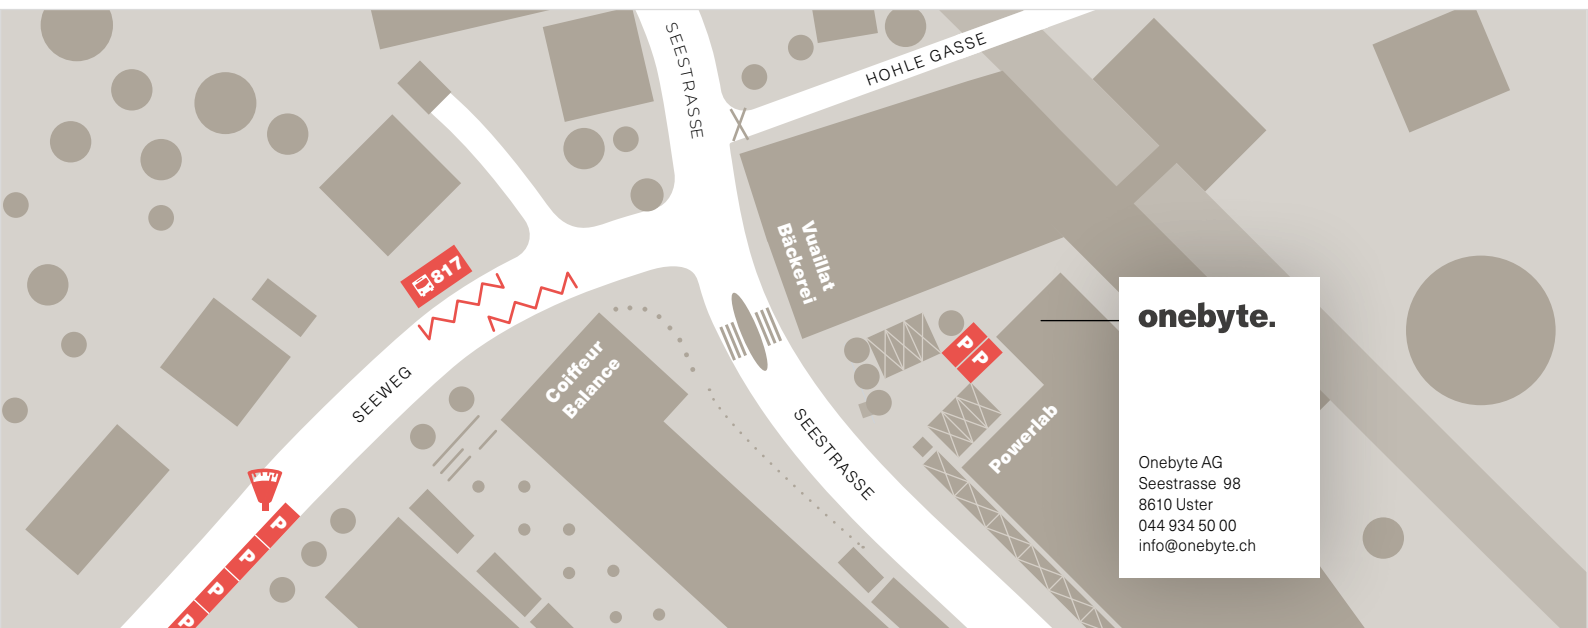 SEESTRASSE
HOHLE GASSE
Vuaillat
Bäckerei
817
Coiffeur
Balance
SEEWEG
P
P
SEESTRASSE
Powerlab
P
P
P
P
onebyte.
Onebyte AG
Seestrasse 98
8610 Uster
044 934 50 00
info@onebyte.ch